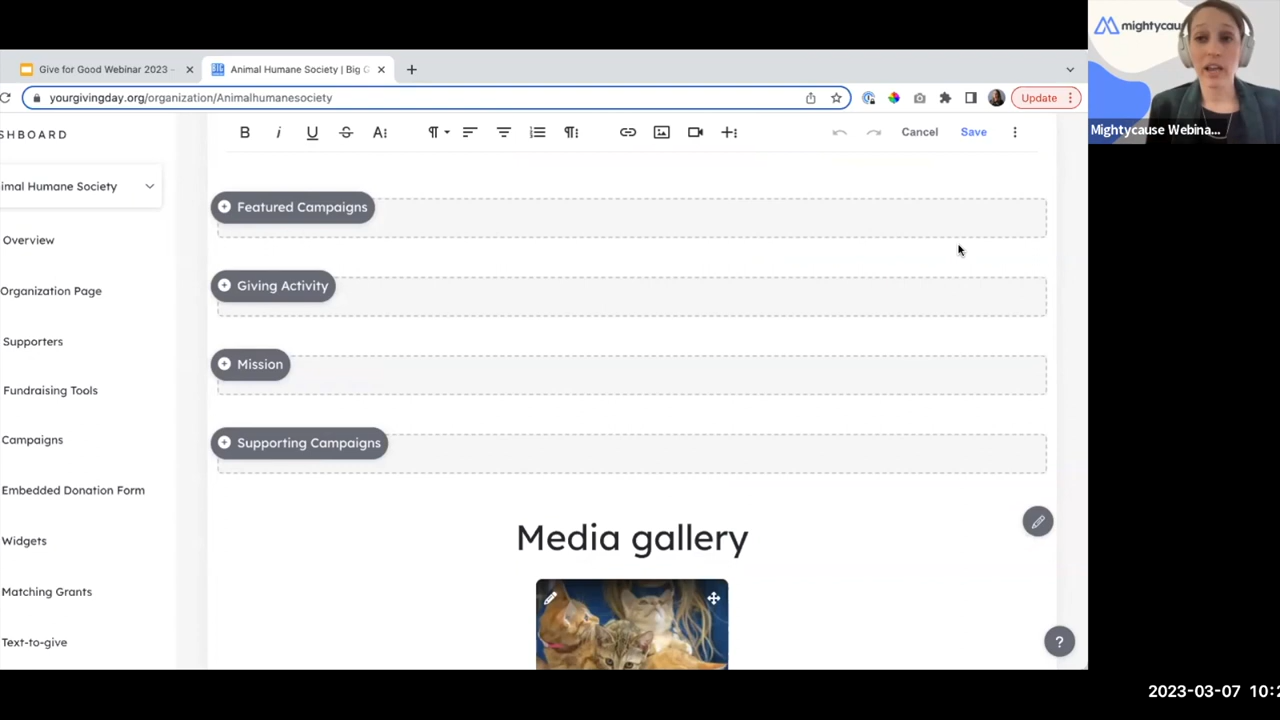 mightycaus
Mightycause Webina...
Give for Good Webinar 2023 -
Animal Humane Society | Big G
yourgivingday.org/organization/Animalhumanesociety
Update
SHBOARD
imal Humane Society
Overview
Organization Page
Supporters
Fundraising Tools
Campaigns
Embedded Donation Form
Widgets
Matching Grants
Text-to-give
B i U S A
Cancel
Save
Featured Campaigns
Giving Activity
Mission
Supporting Campaigns
Media gallery
?
2023-03-07 10:2